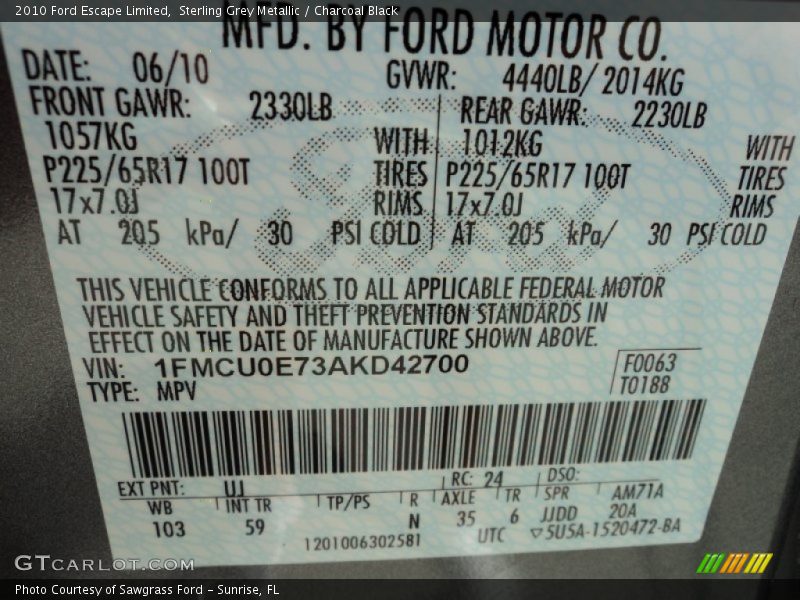 2010 Ford Escape Limited,  Sterling Grey Metallic / Charcoal Black
MFD. BY FORD MOTOR CO.
DATE: 06/10 GVWR: 4440LB/ 2014KG
FRONT GAWR: 2330LB REAR GAWR: 2230LB
1057KG WITH 1012KG WITH
P225/65R17 100T TIRES P225/65R17 100T TIRES
17x7.0J RIMS 17x7.0J RIMS
AT 205 kPa/ 30 PSI COLD AT 205 kPa/ 30 PSI COLD
THIS VEHICLE CONFORMS TO ALL APPLICABLE FEDERAL MOTOR
VEHICLE SAFETY AND THEFT PREVENTION STANDARDS IN
EFFECT ON THE DATE OF MANUFACTURE SHOWN ABOVE.
VIN: 1FMCU0E73AKD42700 F0063
TYPE: MPV T0188
EXT PNT: UJ RC: 24 DSO:
WB INT TR TP/PS R AXLE TR SPR AM71A
103 59 N 35 6 JJDD 20A
1201006302581 UTC ▽5U5A-1520472-BA
GTCARLOT.COM
Photo Courtesy of Sawgrass Ford - Sunrise, FL